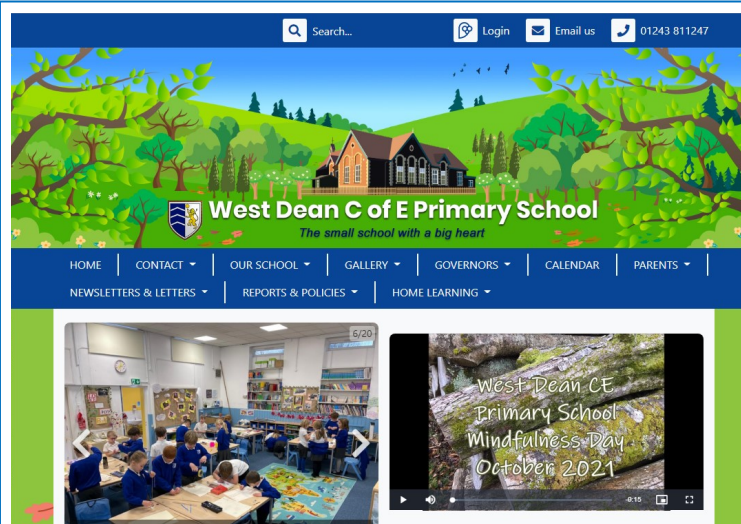 Search...
Login
Email us
01243 811247
West Dean C of E Primary School
The small school with a big heart
HOME
CONTACT
OUR SCHOOL
GALLERY
GOVERNORS
CALENDAR
PARENTS
NEWSLETTERS & LETTERS
REPORTS & POLICIES
HOME LEARNING
6/20
West Dean CE
Primary School
Mindfulness Day
October 2021
-0:15